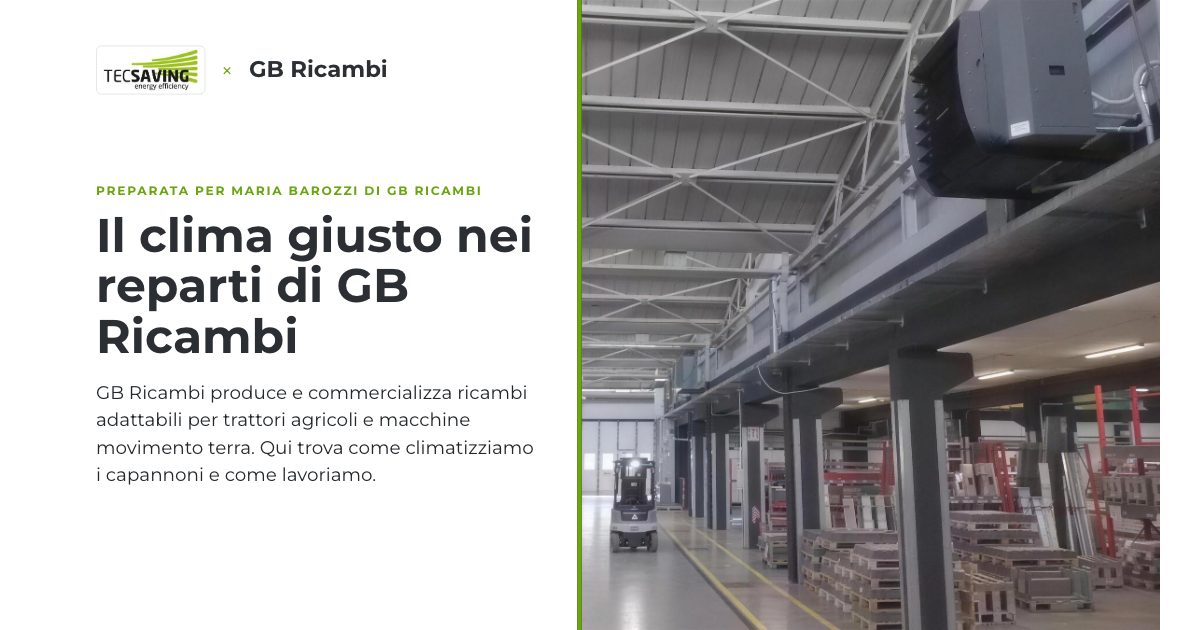 TECSAVING
energy efficiency
× GB Ricambi
PREPARATA PER MARIA BAROZZI DI GB RICAMBI
Il clima giusto nei
reparti di GB
Ricambi
GB Ricambi produce e commercializza ricambi
adattabili per trattori agricoli e macchine
movimento terra. Qui trova come climatizziamo
i capannoni e come lavoriamo.